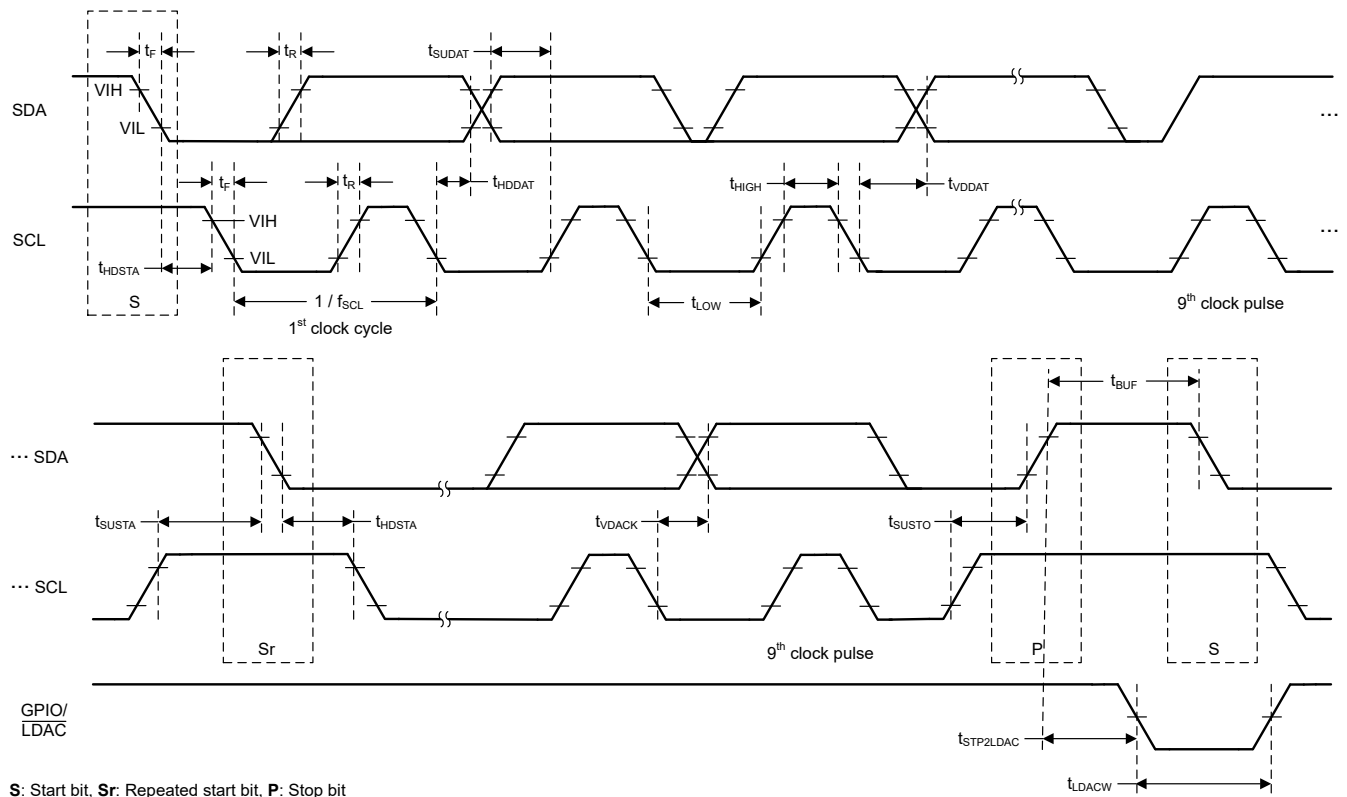 tF tR tSUDAT
VIH
SDA
VIL
...
tF tR tHDDAT tHIGH tVDDAT
VIH
SCL
VIL
...
tHDSTA
S
1 / fSCL
tLOW
9th clock pulse
1st clock cycle
tBUF
... SDA
tSUSTA tHDSTA tVDACK tSUSTO
... SCL
Sr
9th clock pulse
P
S
GPIO/
LDAC
tSTP2LDAC
tLDACW
S: Start bit, Sr: Repeated start bit, P: Stop bit